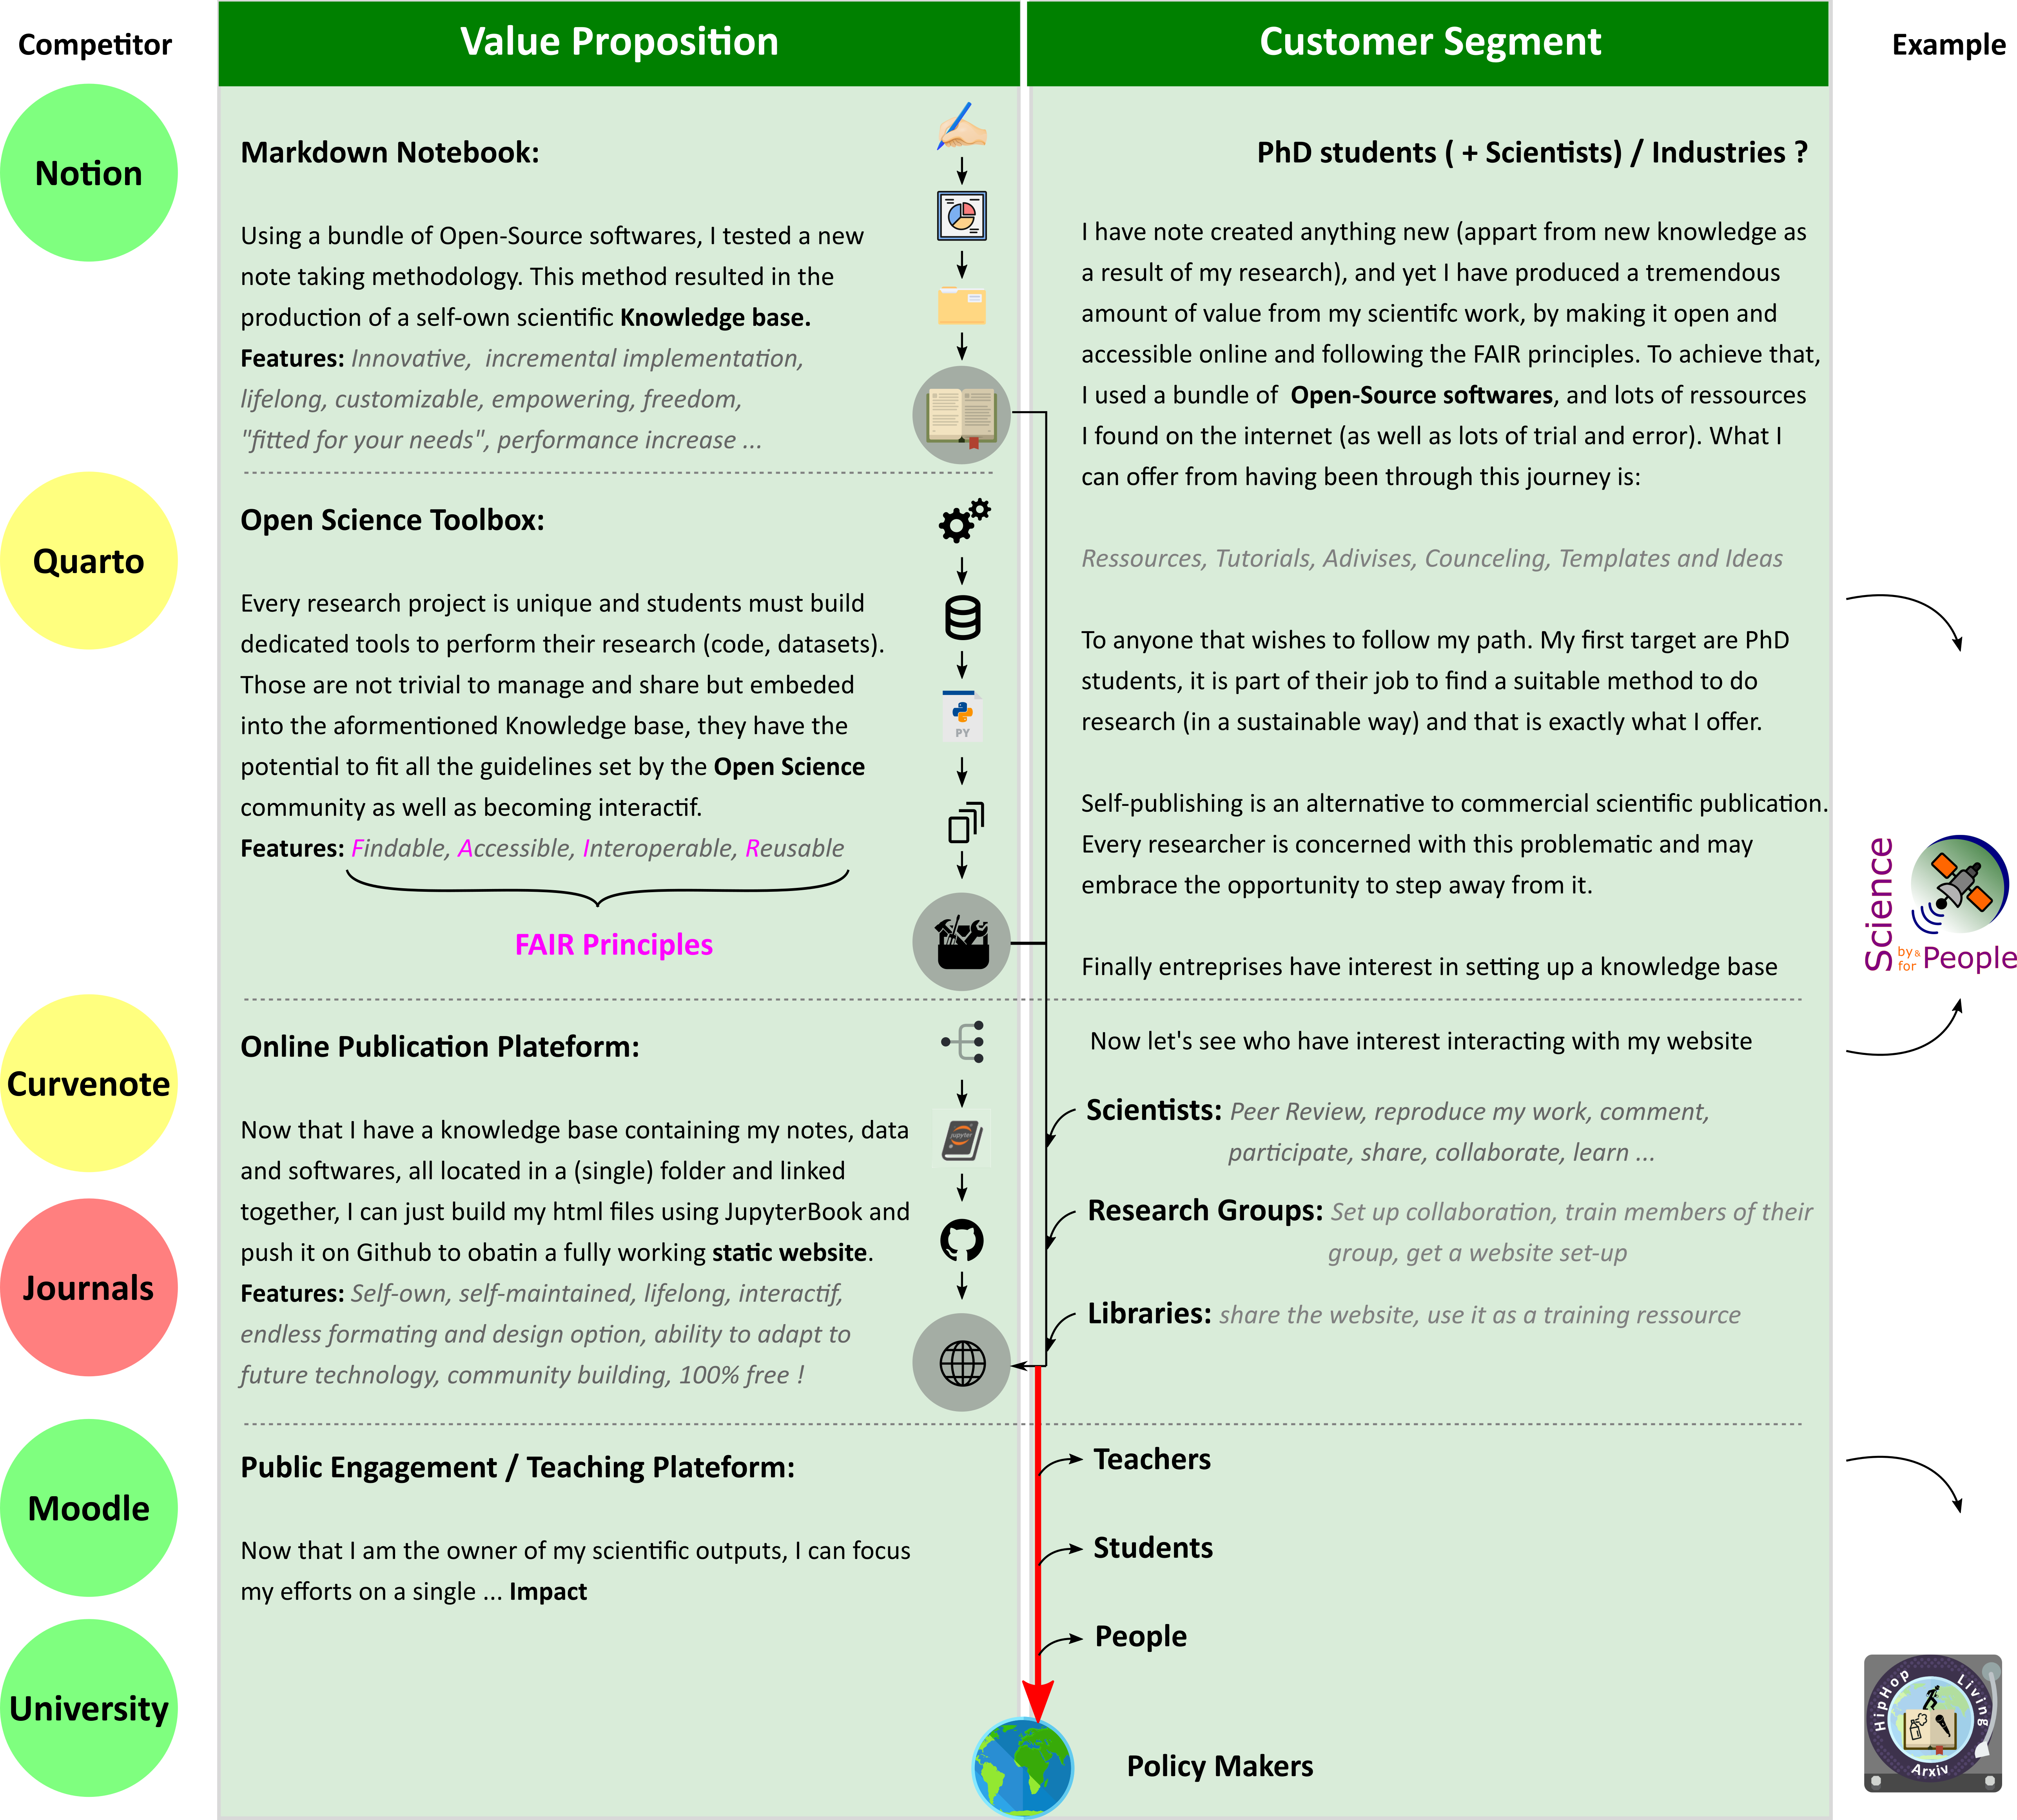 Competitor
Value Proposition
Customer Segment
Example
Notion
Quarto
Curvenote
Journals
Moodle
University
Markdown Notebook:
Using a bundle of Open-Source softwares, I tested a new
note taking methodology. This method resulted in the
production of a self-own scientific Knowledge base.
Features: Innovative, incremental implementation,
lifelong, customizable, empowering, freedom,
"fitted for your needs", performance increase ...
Open Science Toolbox:
Every research project is unique and students must build
dedicated tools to perform their research (code, datasets).
Those are not trivial to manage and share but embeded
into the aformentioned Knowledge base, they have the
potential to fit all the guidelines set by the Open Science
community as well as becoming interactif.
Features: Findable, Accessible, Interoperable, Reusable
FAIR Principles
PY
Online Publication Plateform:
Now that I have a knowledge base containing my notes, data
and softwares, all located in a (single) folder and linked
together, I can just build my html files using JupyterBook and
push it on Github to obatin a fully working static website.
Features: Self-own, self-maintained, lifelong, interactif,
endless formating and design option, ability to adapt to
future technology, community building, 100% free !
jupyter
Public Engagement / Teaching Plateform:
Now that I am the owner of my scientific outputs, I can focus
my efforts on a single ... Impact
PhD students ( + Scientists) / Industries ?
I have note created anything new (appart from new knowledge as
a result of my research), and yet I have produced a tremendous
amount of value from my scientifc work, by making it open and
accessible online and following the FAIR principles. To achieve that,
I used a bundle of Open-Source softwares, and lots of ressources
I found on the internet (as well as lots of trial and error). What I
can offer from having been through this journey is:
Ressources, Tutorials, Adivises, Counceling, Templates and Ideas
To anyone that wishes to follow my path. My first target are PhD
students, it is part of their job to find a suitable method to do
research (in a sustainable way) and that is exactly what I offer.
Self-publishing is an alternative to commercial scientific publication.
Every researcher is concerned with this problematic and may
embrace the opportunity to step away from it.
Finally entreprises have interest in setting up a knowledge base
Now let's see who have interest interacting with my website
Scientists: Peer Review, reproduce my work, comment,
participate, share, collaborate, learn ...
Research Groups: Set up collaboration, train members of their
group, get a website set-up
Libraries: share the website, use it as a training ressource
Teachers
Students
People
Policy Makers
Science
by &
for People
HipHop Living
Arxiv